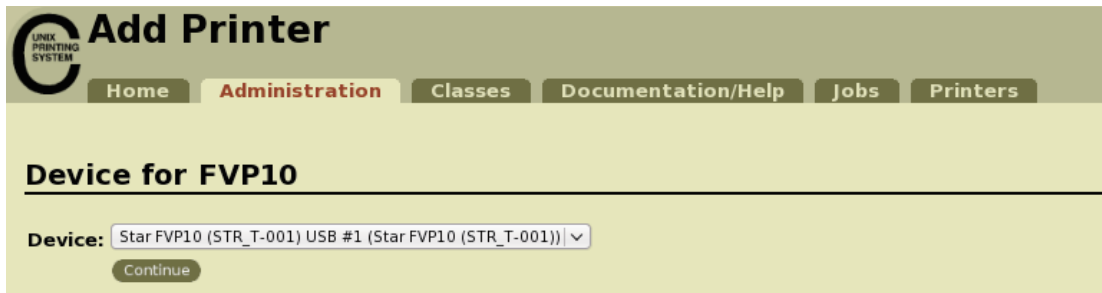 UNIX
PRINTING
SYSTEM
Add Printer
Home Administration Classes Documentation/Help Jobs Printers
Device for FVP10
Device: Star FVP10 (STR_T-001) USB #1 (Star FVP10 (STR_T-001))
Continue